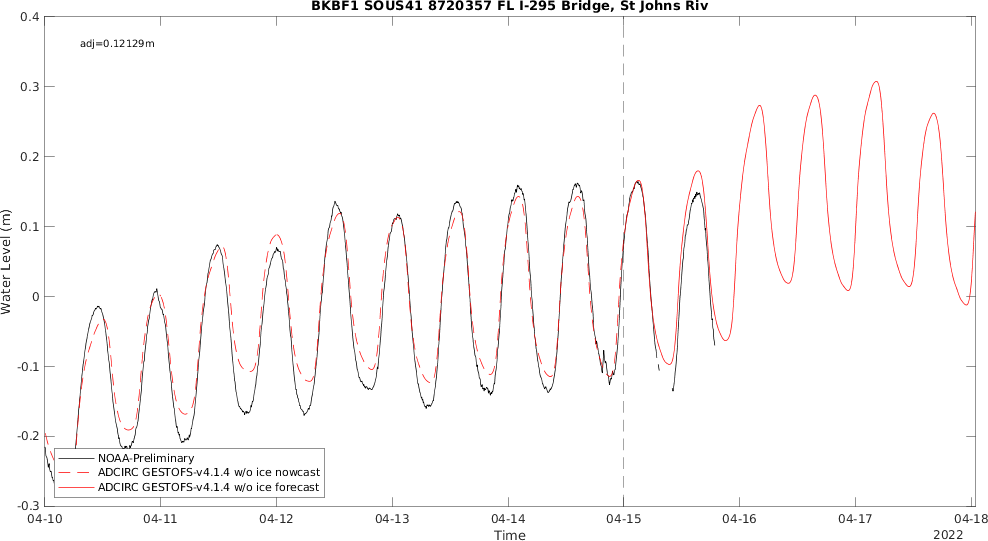 BKBF1 SOUS41 8720357 FL I-295 Bridge, St Johns Riv
adj=0.12129m
0.4
0.3
0.2
0.1
0
-0.1
-0.2
-0.3
Water Level (m)
NOAA-Preliminary
ADCIRC GESTOFS-v4.1.4 w/o ice nowcast
ADCIRC GESTOFS-v4.1.4 w/o ice forecast
04-10 04-11 04-12 04-13 04-14 04-15 04-16 04-17 04-18
Time
2022